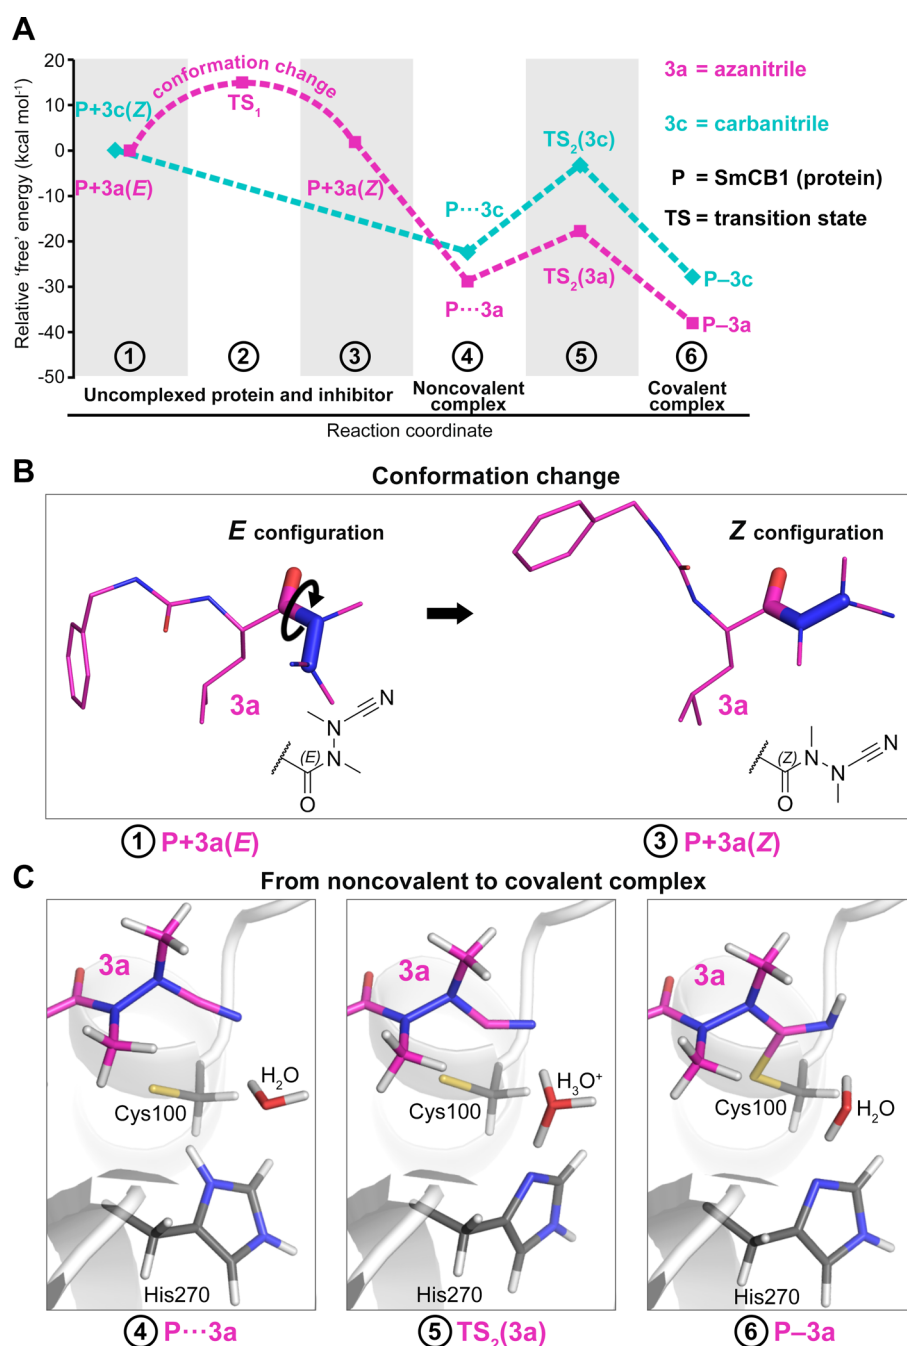 A
Relative 'free' energy (kcal mol⁻¹)
20
10
0
-10
-20
-30
-40
-50
conformation change
TS₁
P+3c(Z)
P+3a(E)
P+3a(Z)
P···3c
P···3a
TS₂(3c)
TS₂(3a)
P–3c
P–3a
3a = azanitrile
3c = carbanitrile
P = SmCB1 (protein)
TS = transition state
1 2 3 4 5 6
Uncomplexed protein and inhibitor
Noncovalent
complex
Covalent
complex
Reaction coordinate
B
Conformation change
E configuration
Z configuration
3a
3a
N
N
N
(E)
O
N
N
N
(Z)
O
1 P+3a(E)
3 P+3a(Z)
C
From noncovalent to covalent complex
3a
H₂O
Cys100
His270
3a
H₃O⁺
Cys100
His270
3a
Cys100
H₂O
His270
4 P···3a
5 TS₂(3a)
6 P–3a